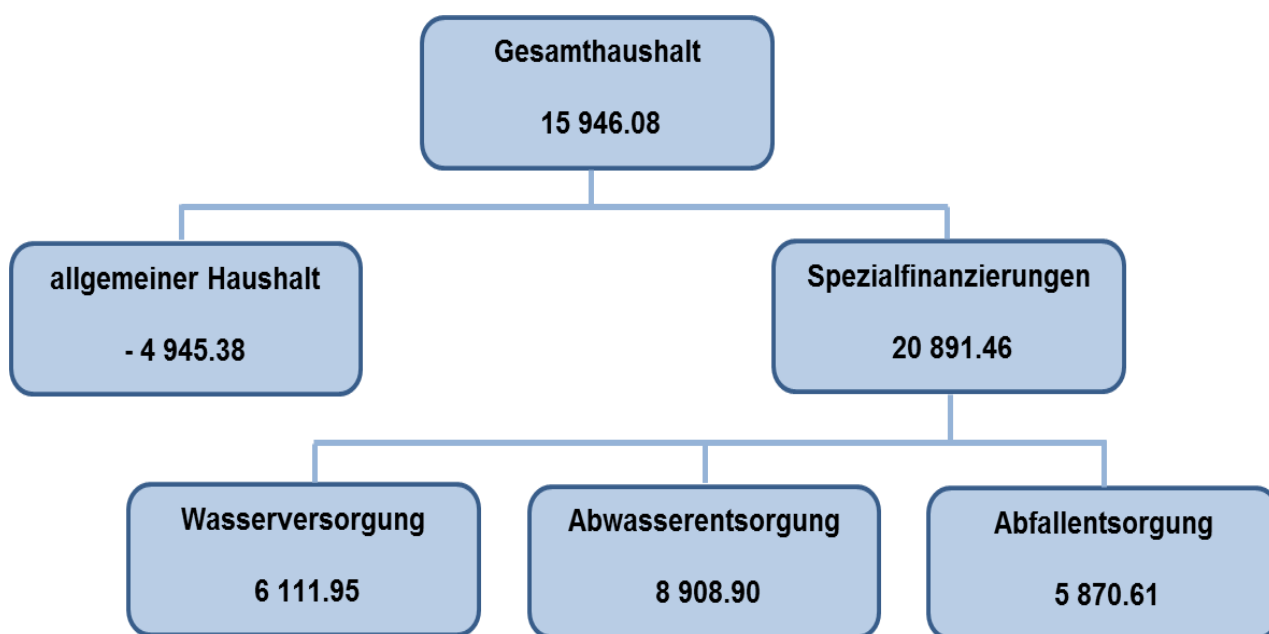 Gesamthaushalt
15 946.08
allgemeiner Haushalt
- 4 945.38
Spezialfinanzierungen
20 891.46
Wasserversorgung
6 111.95
Abwasserentsorgung
8 908.90
Abfallentsorgung
5 870.61